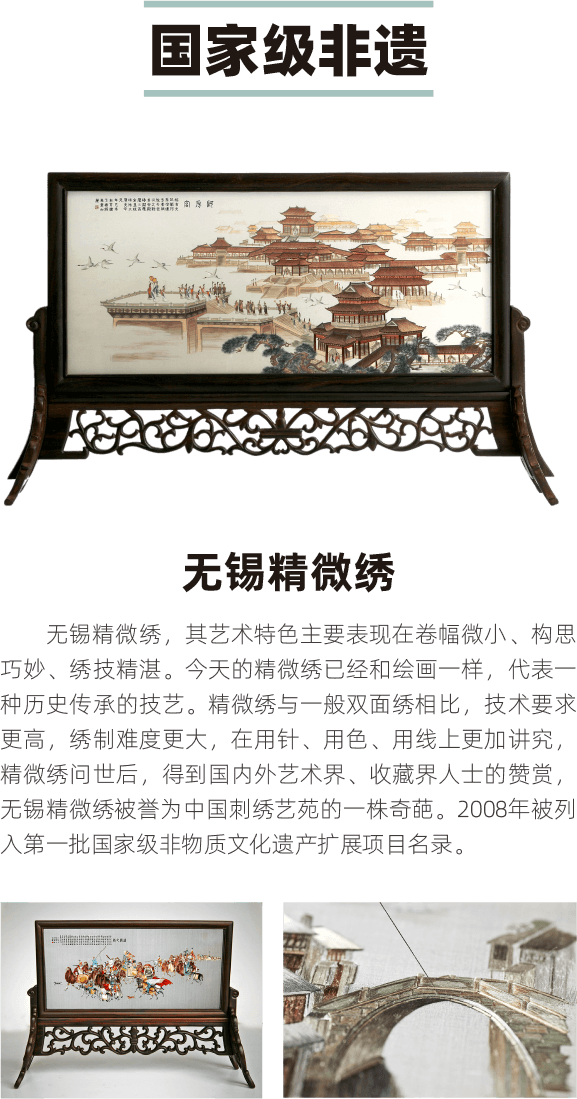 国家级非遗
无锡精微绣
无锡精微绣，其艺术特色主要表现在卷幅微小、构思
巧妙、绣技精湛。今天的精微绣已经和绘画一样，代表一
种历史传承的技艺。精微绣与一般双面绣相比，技术要求
更高，绣制难度更大，在用针、用色、用线上更加讲究，
精微绣问世后，得到国内外艺术界、收藏界人士的赞赏，
无锡精微绣被誉为中国刺绣艺苑的一株奇葩。2008年被列
入第一批国家级非物质文化遗产扩展项目名录。